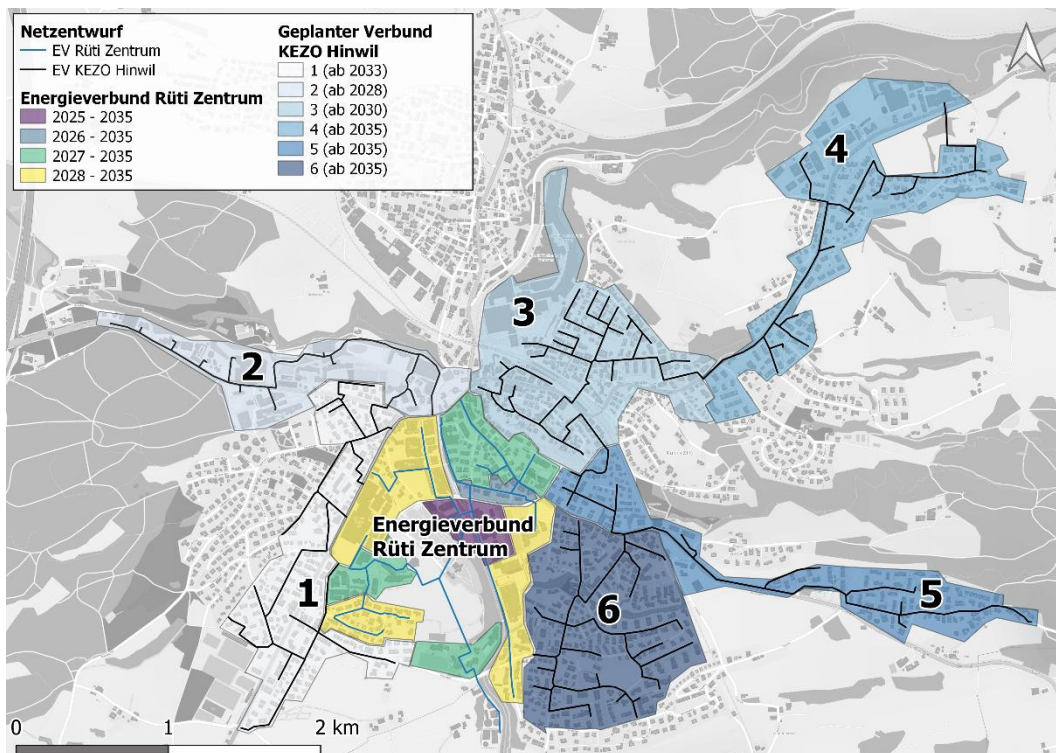 Netzentwurf
EV Rüti Zentrum
EV KEZO Hinwil
Energieverbund Rüti Zentrum
2025 - 2035
2026 - 2035
2027 - 2035
2028 - 2035
Geplanter Verbund
KEZO Hinwil
1 (ab 2033)
2 (ab 2028)
3 (ab 2030)
4 (ab 2035)
5 (ab 2035)
6 (ab 2035)
4
3
2
Energieverbund
Rüti Zentrum
1
6
5
0 1 2 km